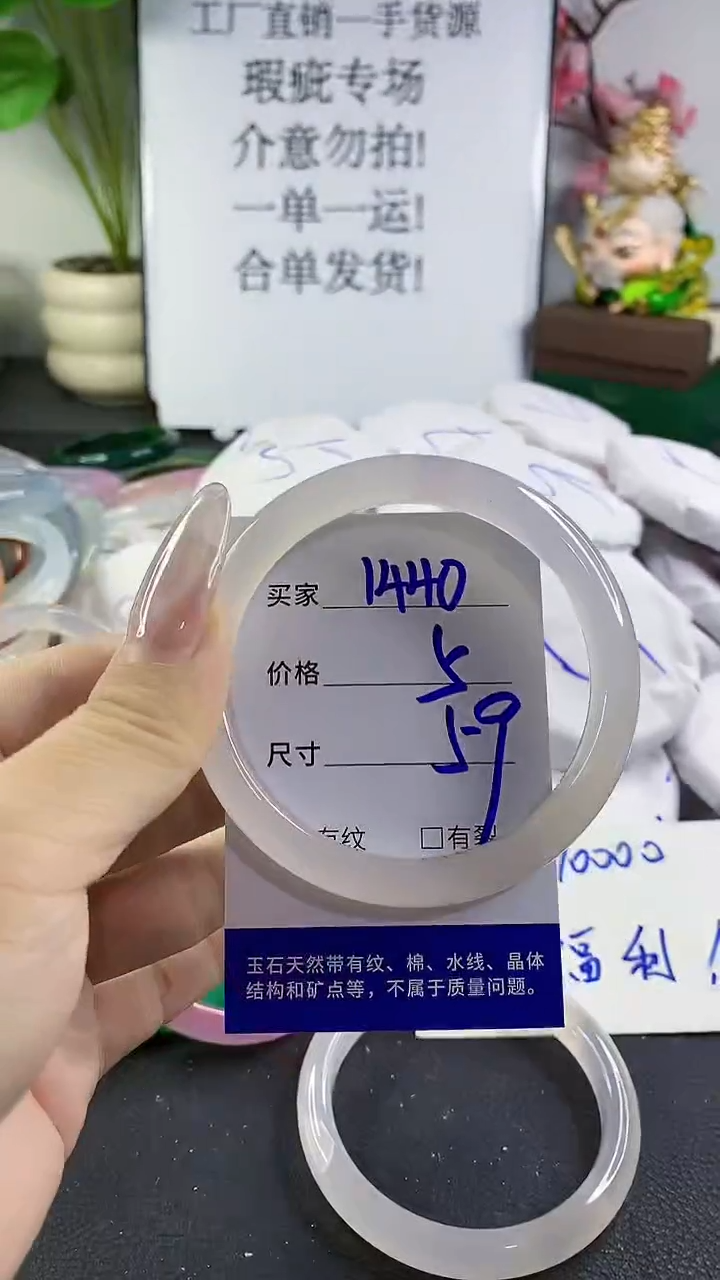 工厂直销一手货源
瑕疵专场
介意勿拍!
一单一运!
合单发货!
买家 1440
价格 5
尺寸 59
有纹 □有裂
10000
福利!
玉石天然带有纹、棉、水线、晶体
结构和矿点等，不属于质量问题。